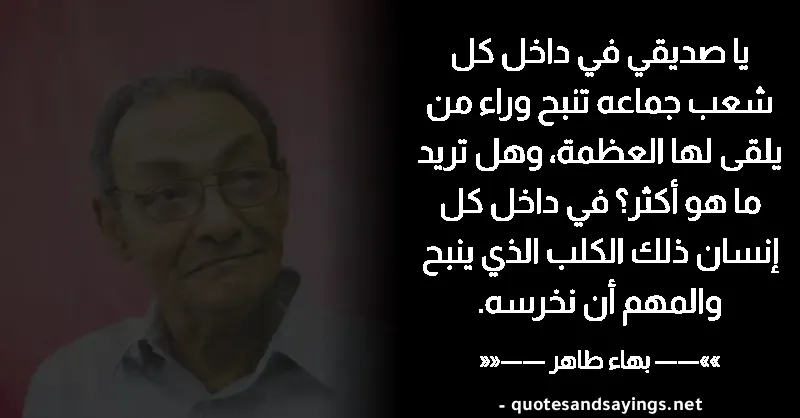 يا صديقي في داخل كل
شعب جماعه تنبح وراء من
يلقى لها العظمة، وهل تريد
ما هو أكثر؟ في داخل كل
إنسان ذلك الكلب الذي ينبح
والمهم أن نخرسه.
»»—— بهاء طاهر ——««
- quotesandsayings.net